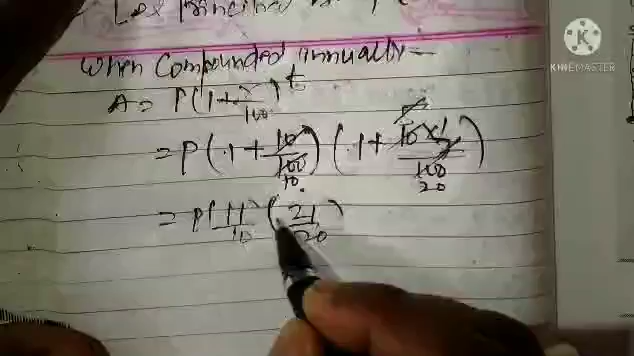 Let Principal be
When Compounded annually—
A = P(1+r/100)^t
= P(1+10/100)(1+10×1/2/100)
= P(11/10)(21/20)
K
KINEMASTER